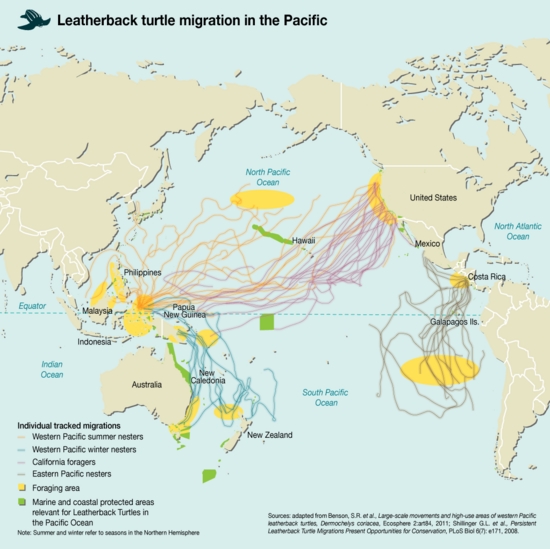 Leatherback turtle migration in the Pacific
North Pacific
Ocean
United States
North Atlantic
Ocean
Hawaii
Mexico
Philippines
Costa Rica
Equator
Malaysia
Papua
New Guinea
Galapagos Ils.
Indonesia
Indian
Ocean
Australia
New
Caledonia
South Pacific
Ocean
New Zealand
Individual tracked migrations
Western Pacific summer nesters
Western Pacific winter nesters
California foragers
Eastern Pacific nesters
Foraging area
Marine and coastal protected areas
relevant for Leatherback Turtles in
the Pacific Ocean
Note: Summer and winter refer to seasons in the Northern Hemisphere
Sources: adapted from Benson, S.R. et al., Large-scale movements and high-use areas of western Pacific
leatherback turtles, Dermochelys coriacea, Ecosphere 2:art84, 2011; Shillinger G.L. et al., Persistent
Leatherback Turtle Migrations Present Opportunities for Conservation, PLoS Biol 6(7): e171, 2008.